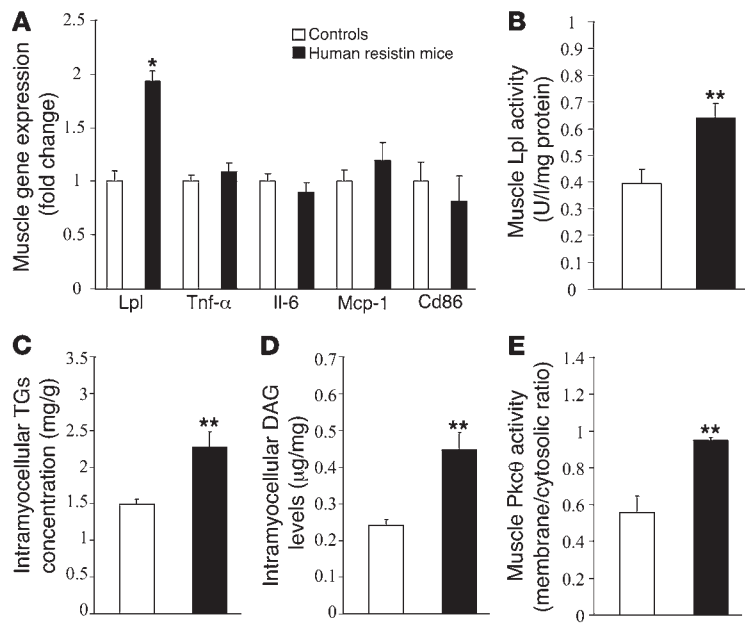 A
Controls
Human resistin mice
Muscle gene expression
(fold change)
2.5
2
1.5
1
0.5
0
*
Lpl Tnf-α Il-6 Mcp-1 Cd86
B
Muscle Lpl activity
(U/l/mg protein)
1
0.9
0.8
0.7
0.6
0.5
0.4
0.3
0.2
0.1
0
**
C
Intramyocellular TGs
concentration (mg/g)
3.5
3
2.5
2
1.5
1
0.5
0
**
D
Intramyocellular DAG
levels (μg/mg)
0.7
0.6
0.5
0.4
0.3
0.2
0.1
0
**
E
Muscle Pkcθ activity
(membrane/cytosolic ratio)
1.4
1.2
1
0.8
0.6
0.4
0.2
0
**